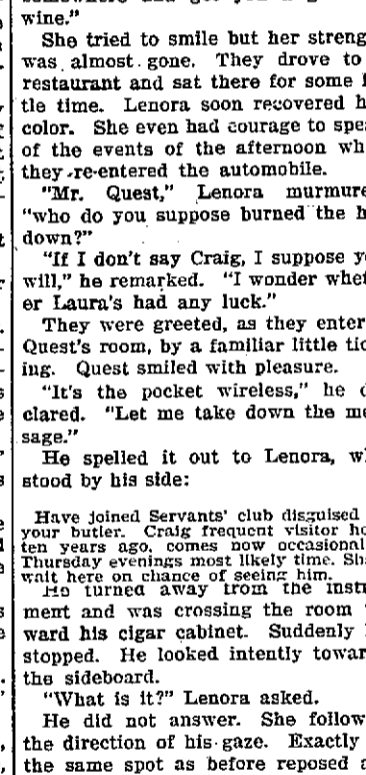 wine."
She tried to smile but her streng
was almost gone. They drove to
restaurant and sat there for some l
tle time. Lenora soon recovered h
color. She even had courage to spe
of the events of the afternoon wh
they re-entered the automobile.
"Mr. Quest," Lenora murmure
"who do you suppose burned the h
down?"
"If I don't say Craig, I suppose y
will," he remarked. "I wonder whet
er Laura's had any luck."
They were greeted, as they enter
Quest's room, by a familiar little tic
ing. Quest smiled with pleasure.
"It's the pocket wireless," he d
clared. "Let me take down the me
sage."
He spelled it out to Lenora, w
stood by his side:
Have joined Servants' club disguised
your butler. Craig frequent visitor he
ten years ago, comes now occasional
Thursday evenings most likely time. Sh
wait here on chance of seeing him.
He turned away from the instr
ment and was crossing the room
ward his cigar cabinet. Suddenly
stopped. He looked intently towar
the sideboard.
"What is it?" Lenora asked.
He did not answer. She follow
the direction of his gaze. Exactly
the same spot as before reposed a